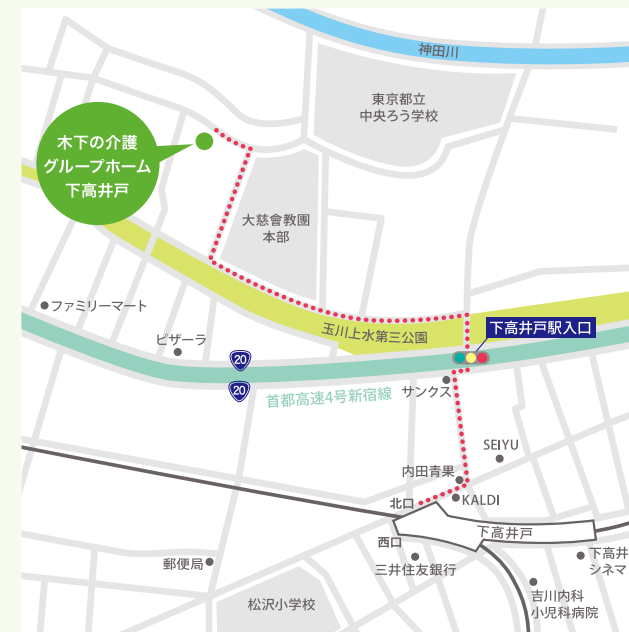 神田川
東京都立
中央ろう学校
木下の介護
グループホーム
下高井戸
大慈會教團
本部
ファミリーマート
玉川上水第三公園
下高井戸駅入口
ピザーラ
20
20
首都高速4号新宿線
サンクス
SEIYU
内田青果
北口
KALDI
下高井戸
西口
三井住友銀行
郵便局
下高井
シネマ
吉川内科
小児科病院
松沢小学校